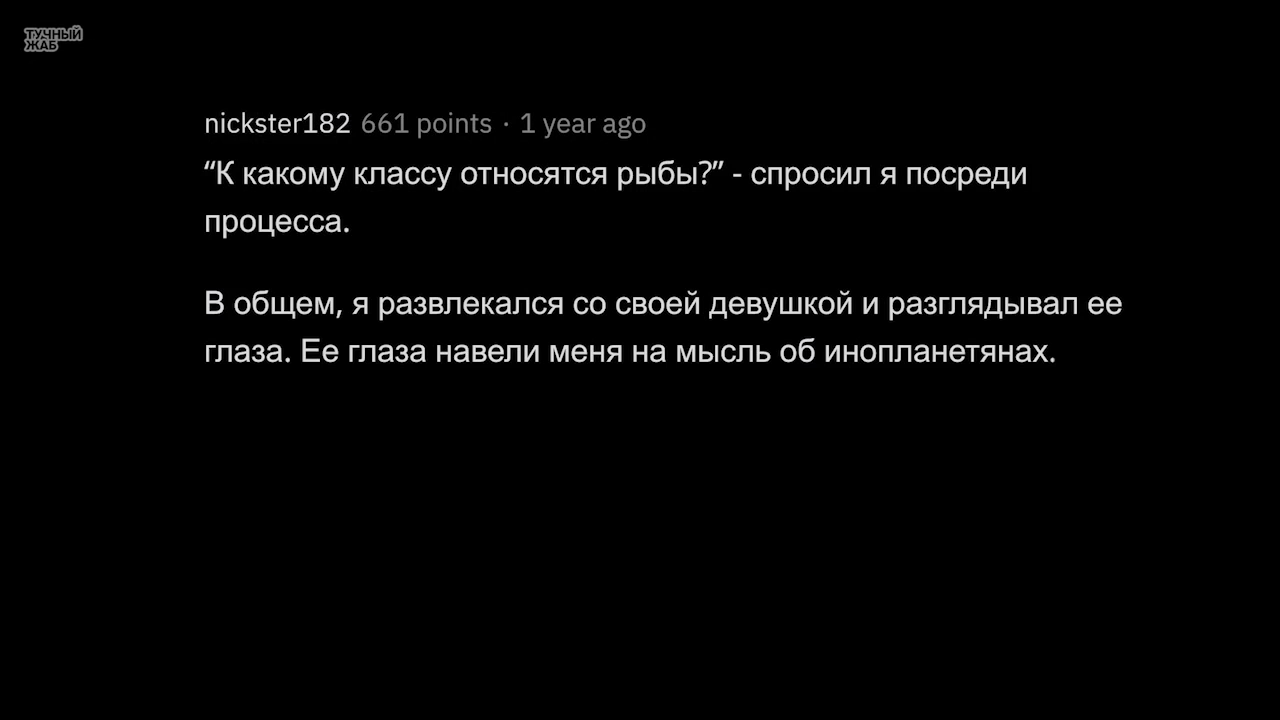 ТУЧНЫЙ
ЖАБ
nickster182 661 points · 1 year ago
“К какому классу относятся рыбы?” - спросил я посреди
процесса.
В общем, я развлекался со своей девушкой и разглядывал ее
глаза. Ее глаза навели меня на мысль об инопланетянах.